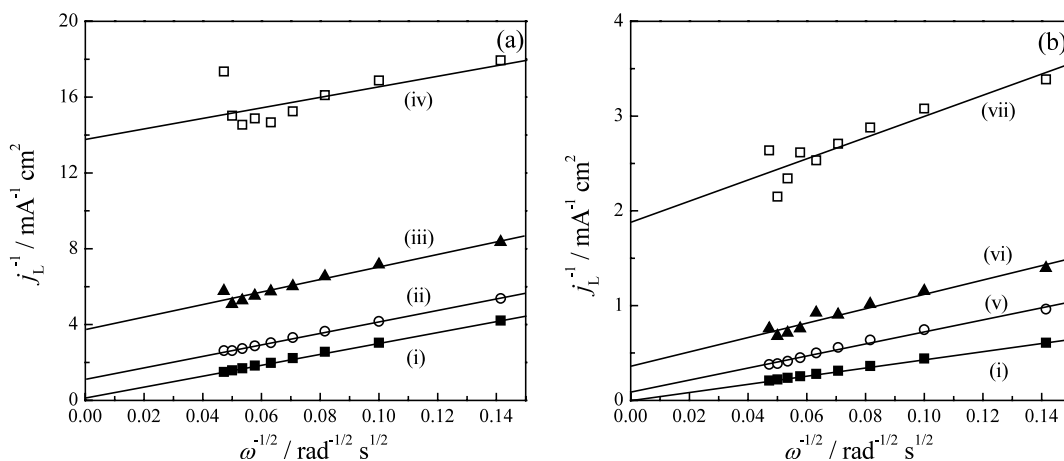 (a)
20
16
12
8
4
0
j_L^-1 / mA^-1 cm^2
(iv)
(iii)
(ii)
(i)
0.00 0.02 0.04 0.06 0.08 0.10 0.12 0.14
ω^-1/2 / rad^-1/2 s^1/2
(b)
4
3
2
1
0
j_L^-1 / mA^-1 cm^2
(vii)
(vi)
(v)
(i)
0.00 0.02 0.04 0.06 0.08 0.10 0.12 0.14
ω^-1/2 / rad^-1/2 s^1/2